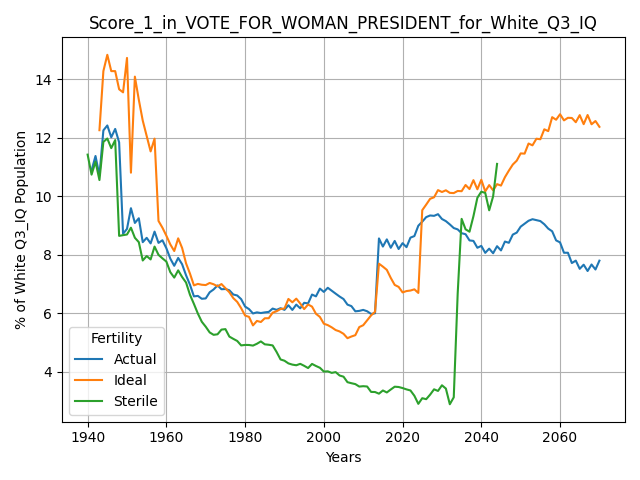 Score_1_in_VOTE_FOR_WOMAN_PRESIDENT_for_White_Q3_IQ
% of White Q3_IQ Population
14
12
10
8
6
4
Fertility
Actual
Ideal
Sterile
1940
1960
1980
2000
2020
2040
2060
Years